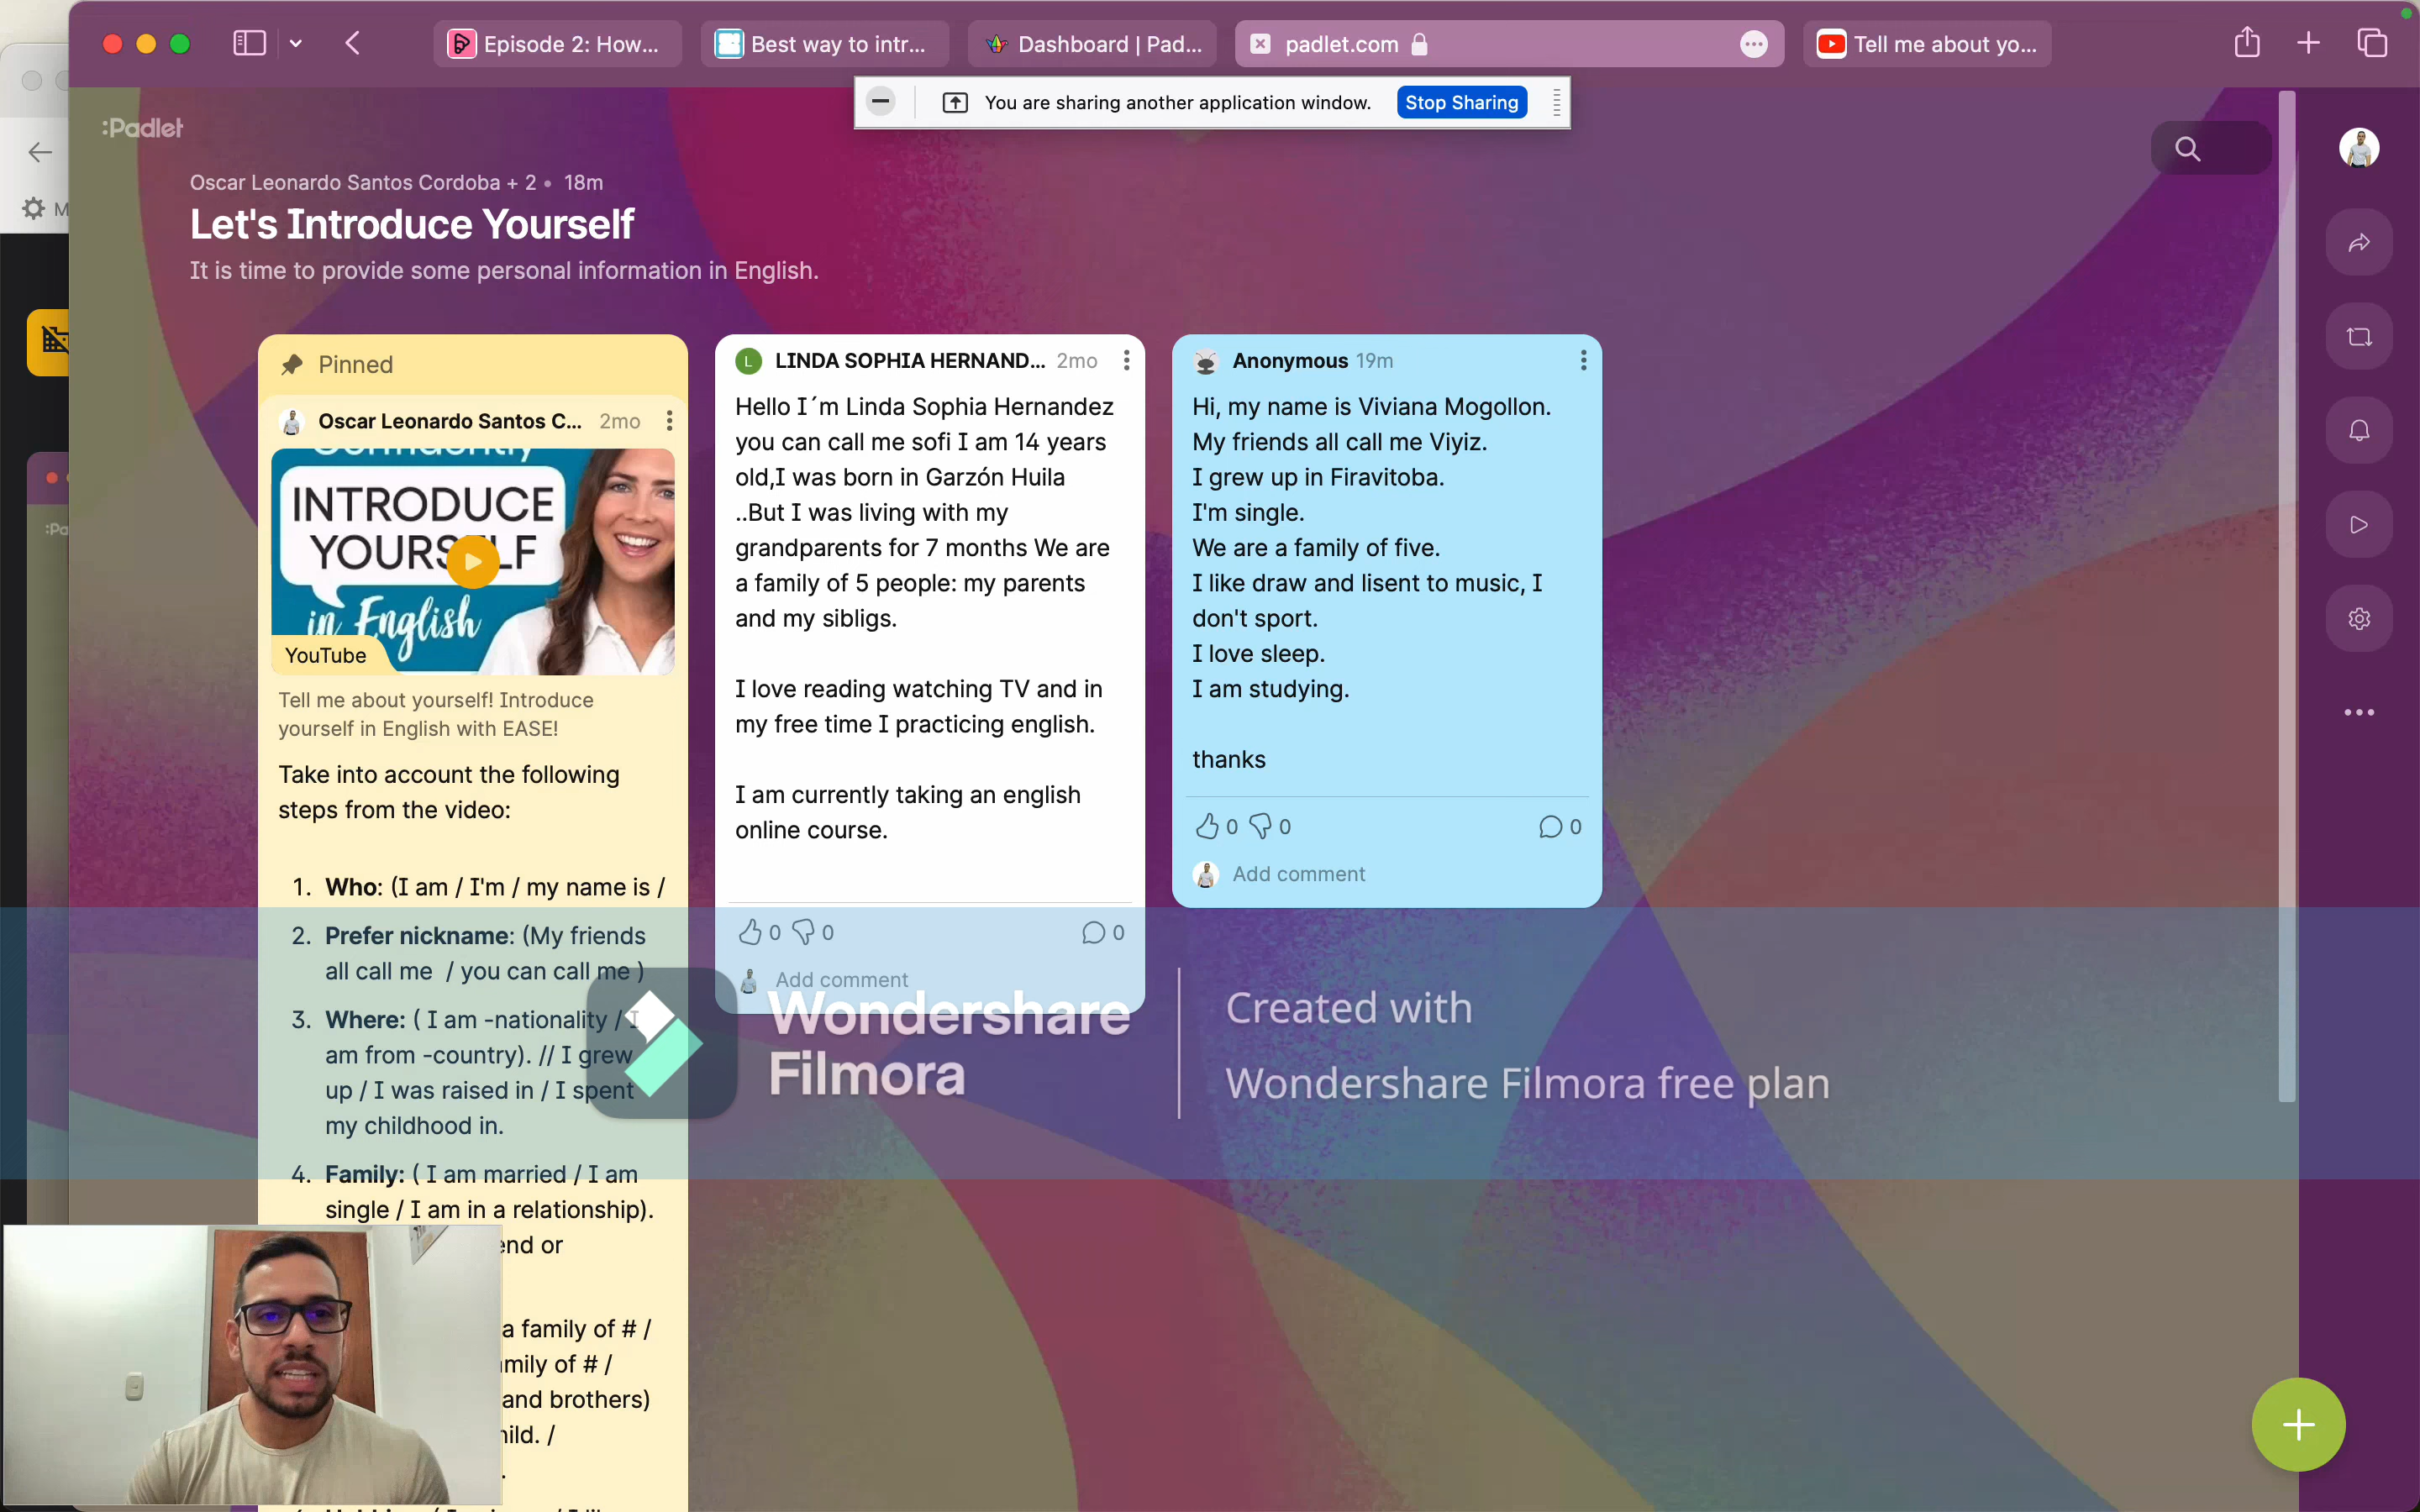 Episode 2: How...
Best way to intr...
Dashboard | Pad...
padlet.com
Tell me about yo...
You are sharing another application window.
Stop Sharing
:Padlet
Oscar Leonardo Santos Cordoba + 2 • 18m
Let's Introduce Yourself
It is time to provide some personal information in English.
Pinned
Oscar Leonardo Santos C... 2mo
INTRODUCE
YOURSELF
in English
YouTube
Tell me about yourself! Introduce
yourself in English with EASE!
Take into account the following
steps from the video:
1. Who: (I am / I'm / my name is /
2. Prefer nickname: (My friends
all call me / you can call me )
3. Where: ( I am -nationality / I
am from -country). // I grew
up / I was raised in / I spent
my childhood in.
4. Family: ( I am married / I am
single / I am in a relationship).
end or
a family of # /
family of # /
and brothers)
hild. /
LINDA SOPHIA HERNAND... 2mo
Hello I´m Linda Sophia Hernandez
you can call me sofi I am 14 years
old,I was born in Garzón Huila
..But I was living with my
grandparents for 7 months We are
a family of 5 people: my parents
and my sibligs.
I love reading watching TV and in
my free time I practicing english.
I am currently taking an english
online course.
0 0 0
Add comment
Anonymous 19m
Hi, my name is Viviana Mogollon.
My friends all call me Viyiz.
I grew up in Firavitoba.
I'm single.
We are a family of five.
I like draw and lisent to music, I
don't sport.
I love sleep.
I am studying.
thanks
0 0 0
Add comment
Wondershare
Filmora
Created with
Wondershare Filmora free plan